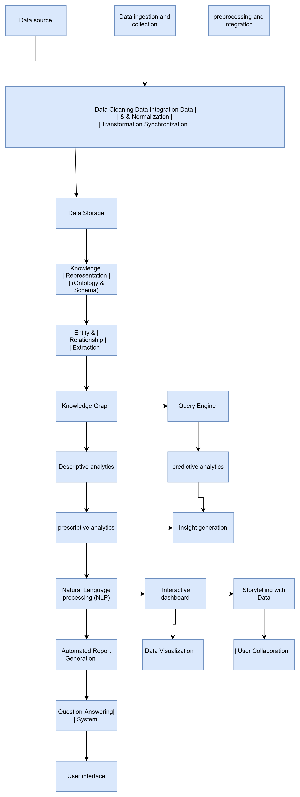 Data source
Data ingestion and
collection
preprocessing and
integration
Data Cleaning Data Integration Data |
| & & Normalization |
| Transformation Synchronization
Data Storage
Knowledge
| Representation |
| (Ontology &
Schema)
Entity & |
| Relationship |
| Extraction
Knowledge Grap
Query Engine
Descriptive analytics
predictive analytics
prescriptive analytics
Insight generation
Natural Language
processing (NLP)
Interactive
dashboard
Storytelling with
Data
Automated Report
Generation
Data Visualization
| User Collaboration
Question-Answering|
| System
User interface